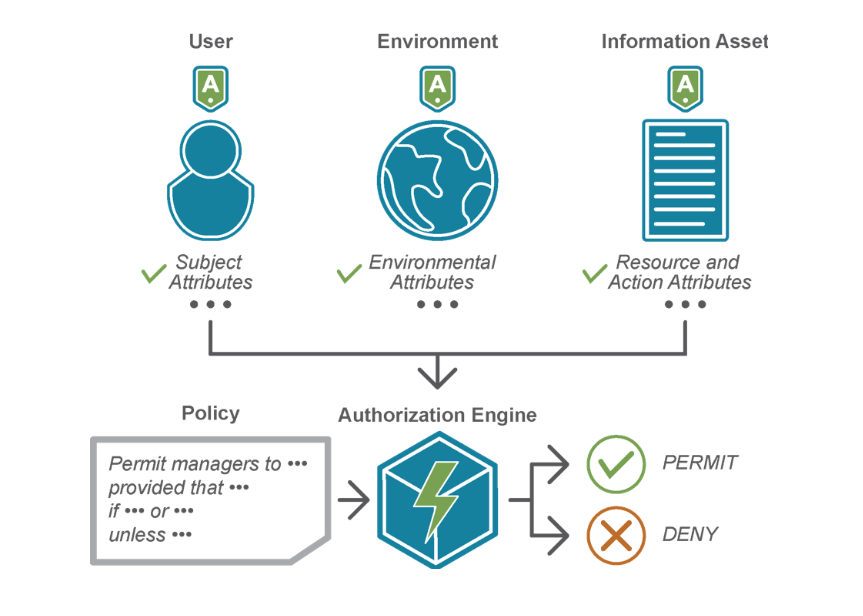 User
Environment
Information Asset
A
A
A
Subject
Attributes
•••
Environmental
Attributes
•••
Resource and
Action Attributes
•••
Policy
Authorization Engine
Permit managers to •••
provided that •••
if ••• or •••
unless •••
PERMIT
DENY